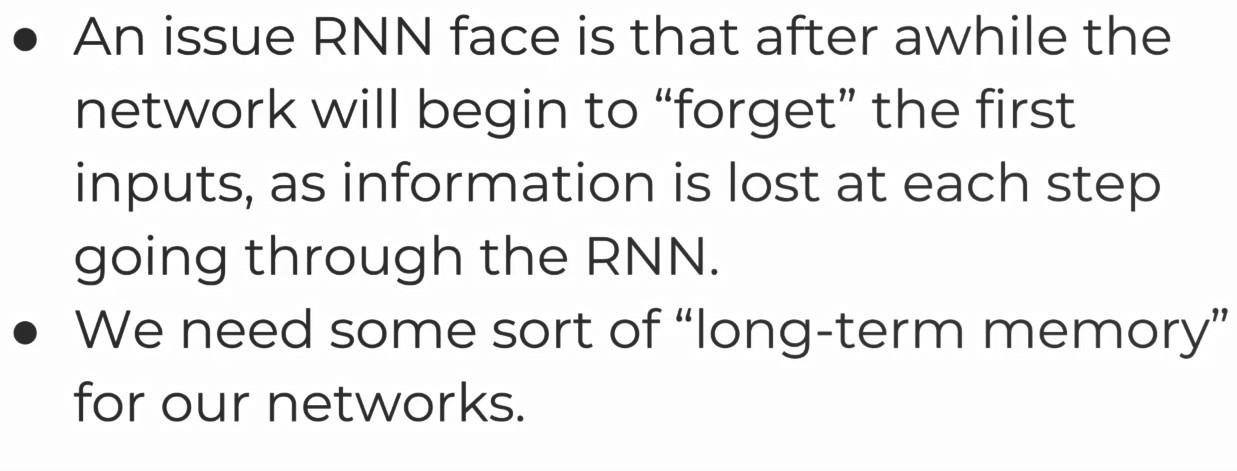 ● An issue RNN face is that after awhile the
network will begin to “forget” the first
inputs, as information is lost at each step
going through the RNN.
● We need some sort of “long-term memory”
for our networks.